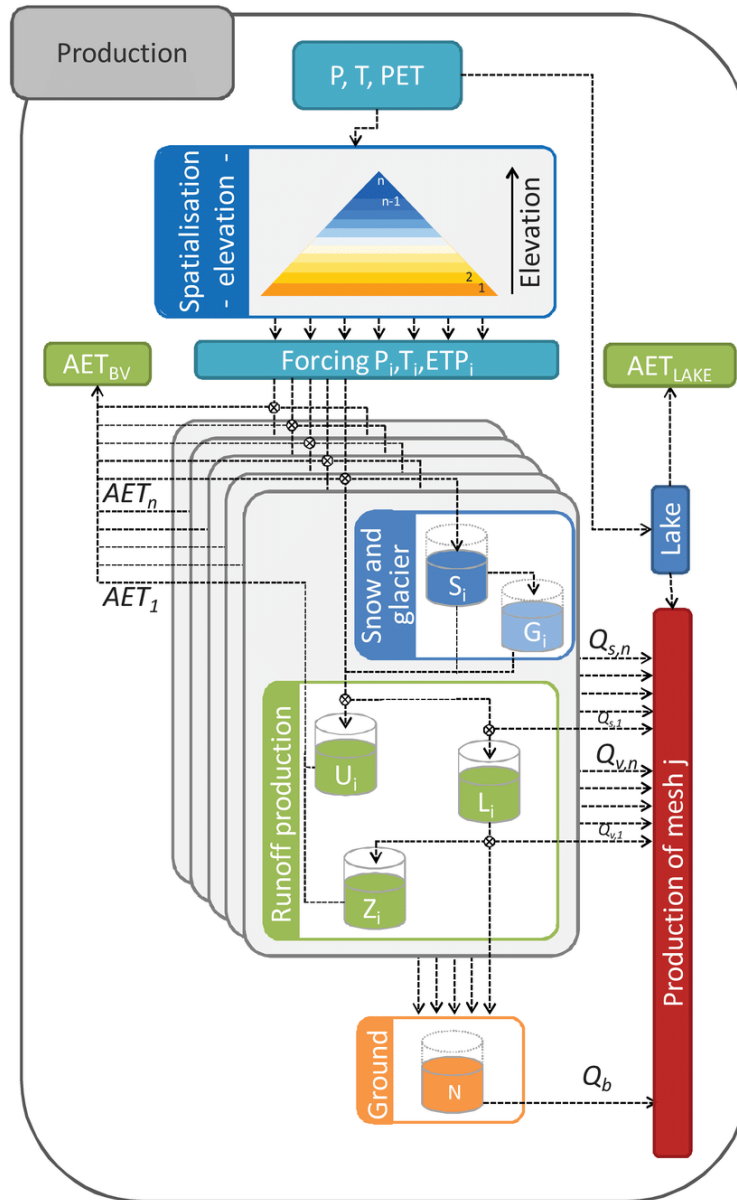 Production
P, T, PET
Spatialisation
- elevation -
n
n-1
2
1
Elevation
AET_BV
Forcing P_i,T_i,ETP_i
AET_LAKE
AET_n
AET_1
Snow and
glacier
S_i
G_i
Lake
Q_s,n
Q_s,1
Q_v,n
Q_v,1
Runoff production
U_i
L_i
Z_i
Production of mesh j
Ground
N
Q_b